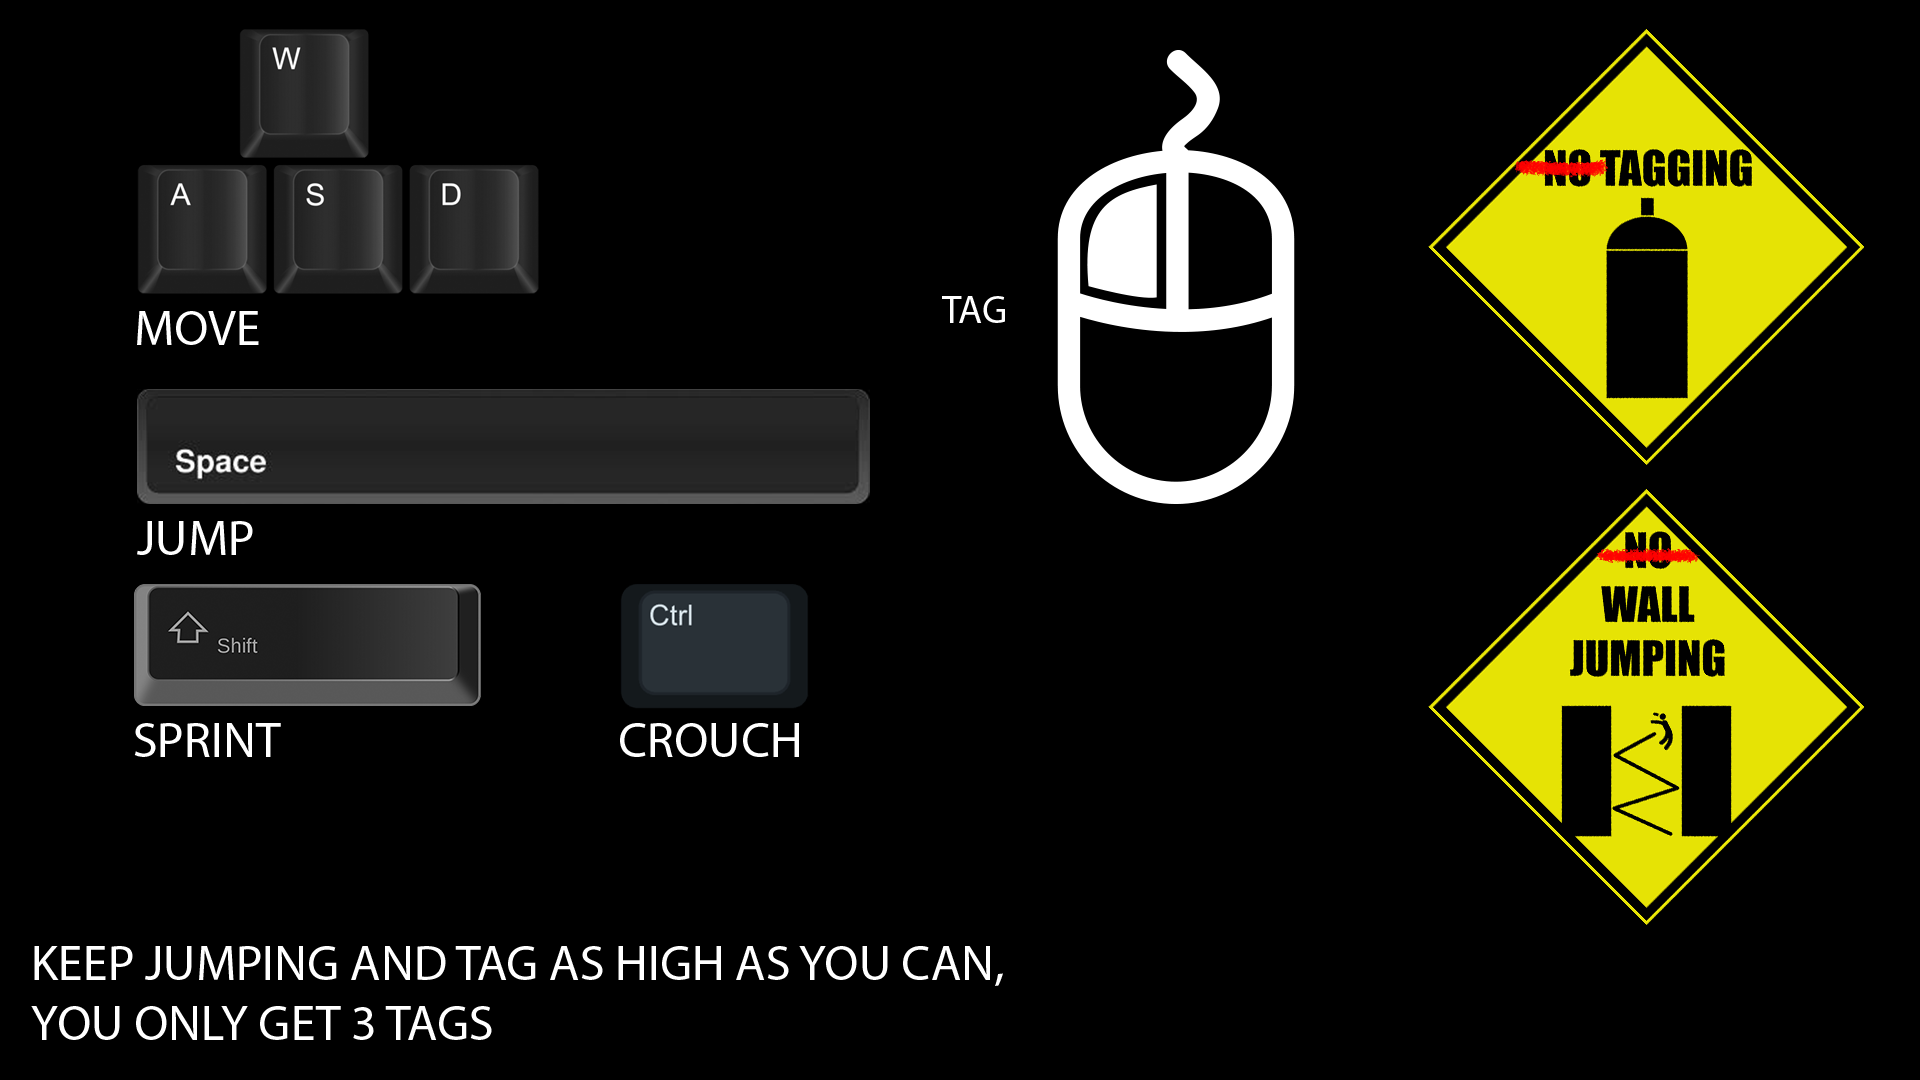 W
A S D
MOVE
Space
JUMP
Shift
SPRINT
Ctrl
CROUCH
TAG
NO TAGGING
NO
WALL
JUMPING
KEEP JUMPING AND TAG AS HIGH AS YOU CAN,
YOU ONLY GET 3 TAGS